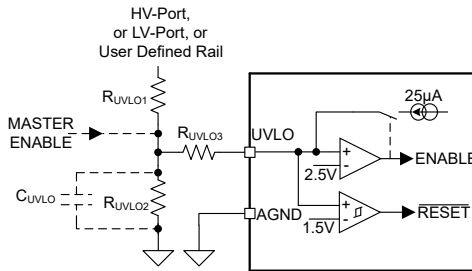 HV-Port,
or LV-Port, or
User Defined Rail
RUVLO1
MASTER
ENABLE
RUVLO3
UVLO
25µA
CUVLO
RUVLO2
2.5V
+
-
ENABLE
AGND
1.5V
+
-
RESET